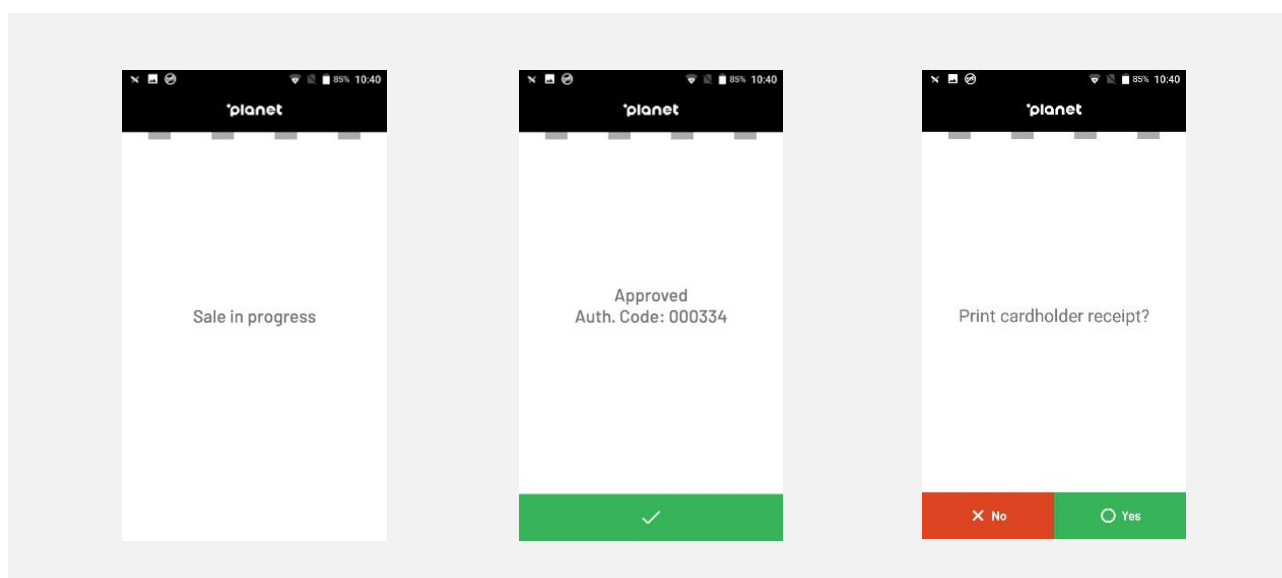 85% 10:40
planet
Sale in progress
85% 10:40
planet
Approved
Auth. Code: 000334
85% 10:40
planet
Print cardholder receipt?
No
Yes